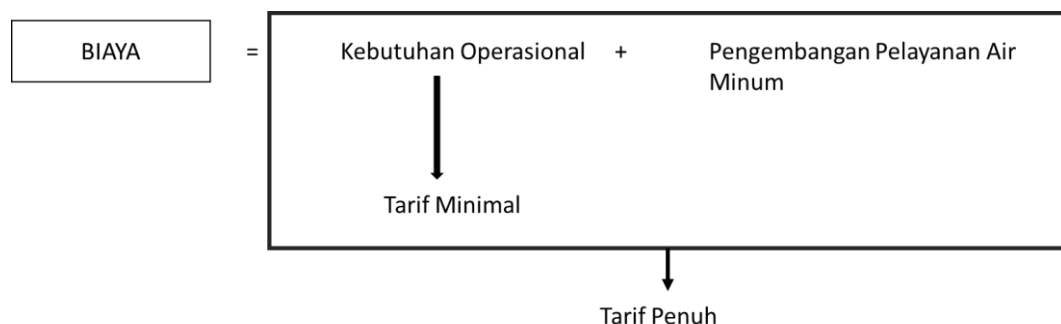 BIAYA = Kebutuhan Operasional + Pengembangan Pelayanan Air
Minum
Tarif Minimal
Tarif Penuh